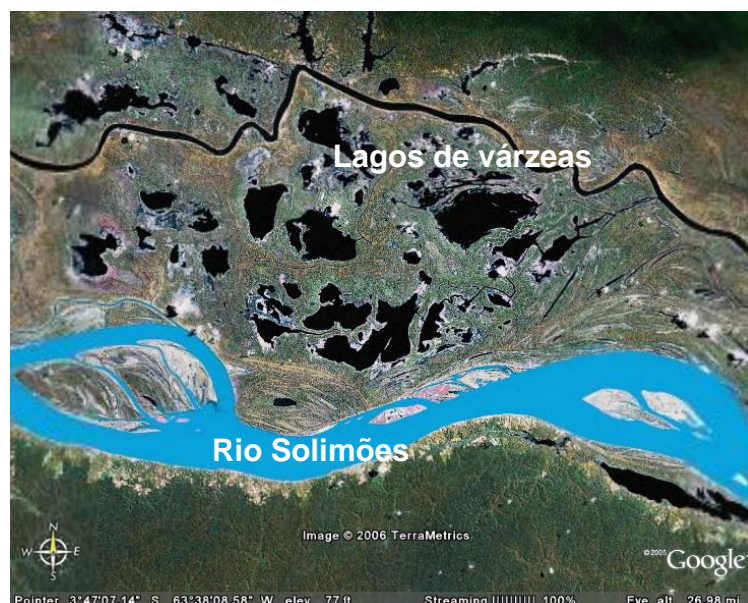 Lagos de várzeas
Rio Solimões
N
W E
S
Image © 2006 TerraMetrics
© 2005 Google
Pointer 3°47'07.14" S 63°38'08.58" W elev 77 ft Streaming |||||||||| 100% Eye alt 26.98 mi